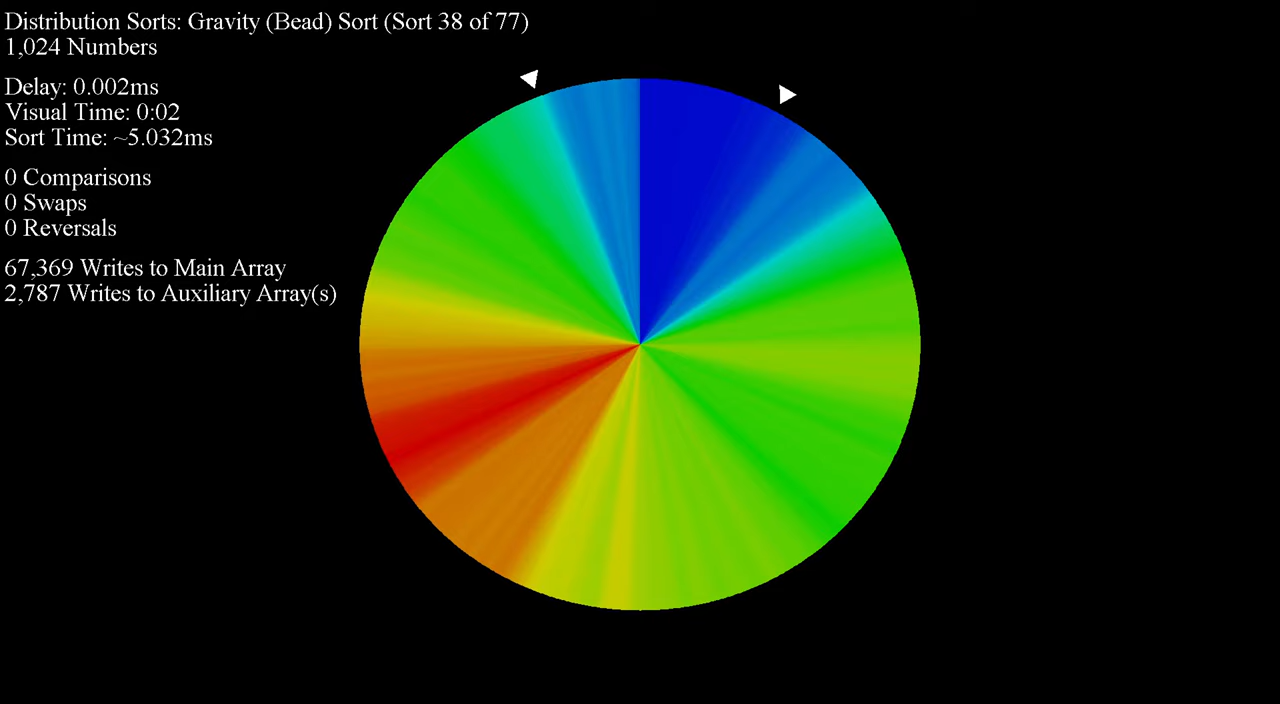 Distribution Sorts: Gravity (Bead) Sort (Sort 38 of 77)
1,024 Numbers
Delay: 0.002ms
Visual Time: 0:02
Sort Time: ~5.032ms
0 Comparisons
0 Swaps
0 Reversals
67,369 Writes to Main Array
2,787 Writes to Auxiliary Array(s)